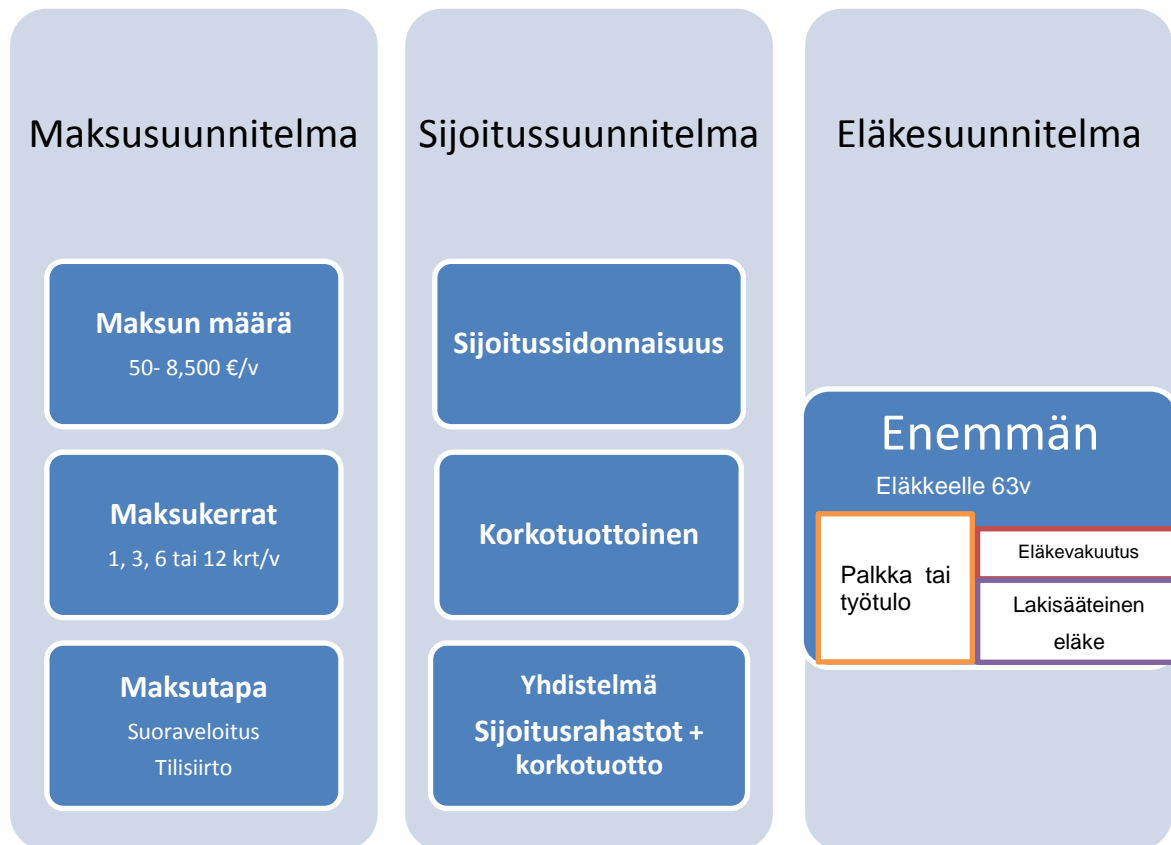 Maksusuunnitelma
Maksun määrä
50- 8,500 €/v
Maksukerrat
1, 3, 6 tai 12 krt/v
Maksutapa
Suoraveloitus
Tilisiirto
Sijoitussuunnitelma
Sijoitussidonnaisuus
Korkotuottoinen
Yhdistelmä
Sijoitusrahastot +
korkotuotto
Eläkesuunnitelma
Enemmän
Eläkkeelle 63v
Palkka tai
työtulo
Eläkevakuutus
Lakisääteinen
eläke